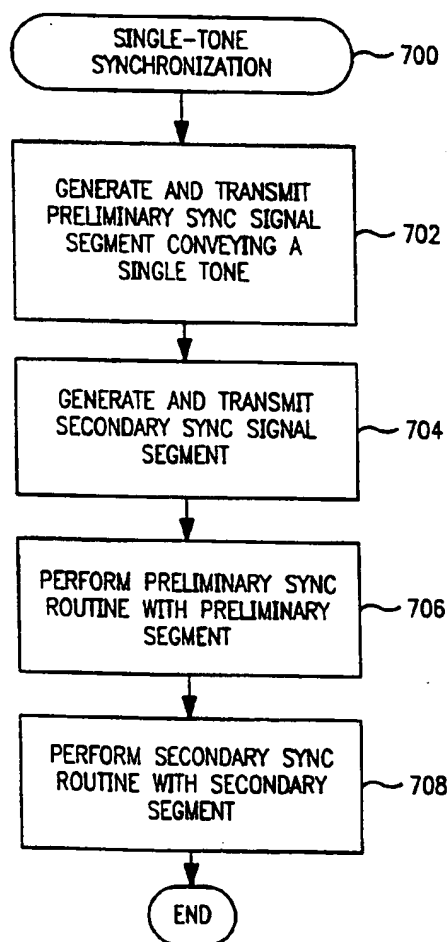 SINGLE-TONE
SYNCHRONIZATION
700
GENERATE AND TRANSMIT
PRELIMINARY SYNC SIGNAL
SEGMENT CONVEYING A
SINGLE TONE
702
GENERATE AND TRANSMIT
SECONDARY SYNC SIGNAL
SEGMENT
704
PERFORM PRELIMINARY SYNC
ROUTINE WITH PRELIMINARY
SEGMENT
706
PERFORM SECONDARY SYNC
ROUTINE WITH SECONDARY
SEGMENT
708
END